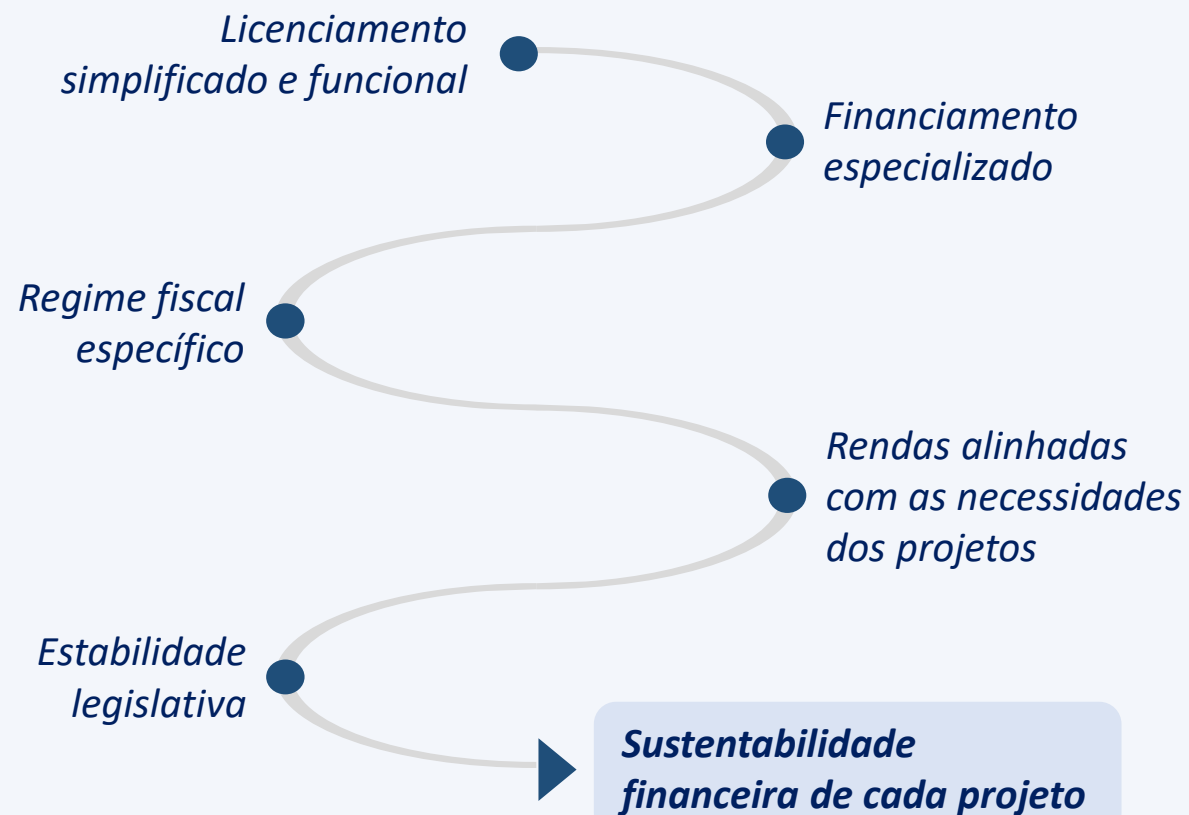 Licenciamento
simplificado e funcional
Financiamento
especializado
Regime fiscal
específico
Rendas alinhadas
com as necessidades
dos projetos
Estabilidade
legislativa
Sustentabilidade
financeira de cada projeto